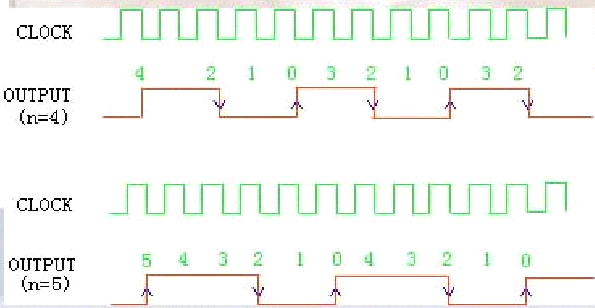 CLOCK
4 2 1 0 3 2 1 0 3 2
OUTPUT
(n=4)
CLOCK
5 4 3 2 1 0 4 3 2 1 0
OUTPUT
(n=5)